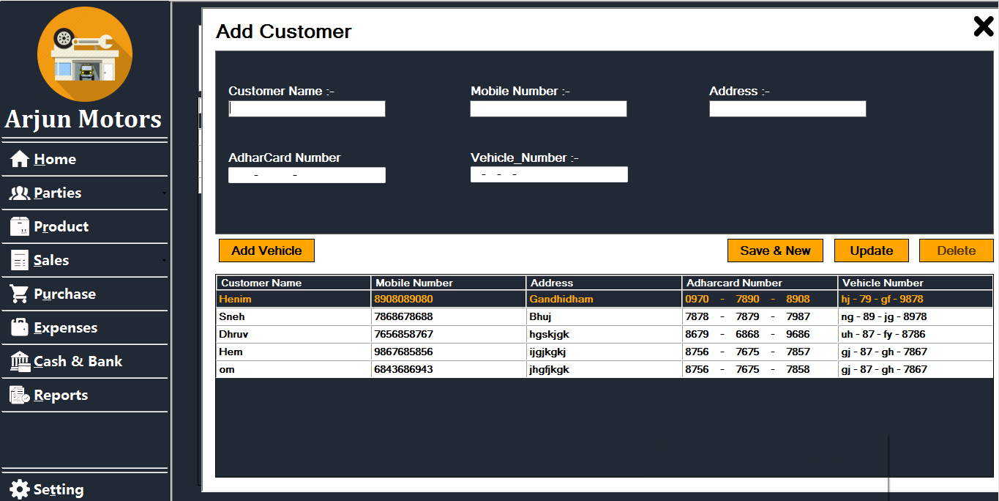 Arjun Motors
Home
Parties
Product
Sales
Purchase
Expenses
Cash & Bank
Reports
Setting
Add Customer
Customer Name :- Mobile Number :- Address :-
AdharCard Number Vehicle_Number :-
- - - - -
Add Vehicle Save & New Update Delete
Customer Name Mobile Number Address Adharcard Number Vehicle Number
Henim 8908089080 Gandhidham 0970 - 7890 - 8908 hj - 79 - gf - 9878
Sneh 7868678688 Bhuj 7878 - 7879 - 7987 ng - 89 - jg - 8978
Dhruv 7656858767 hgskjgk 8679 - 6868 - 9686 uh - 87 - fy - 8786
Hem 9867685856 ijgjkgkj 8756 - 7675 - 7857 gj - 87 - gh - 7867
om 6843686943 jhgfjkgk 8756 - 7675 - 7858 gj - 87 - gh - 7867